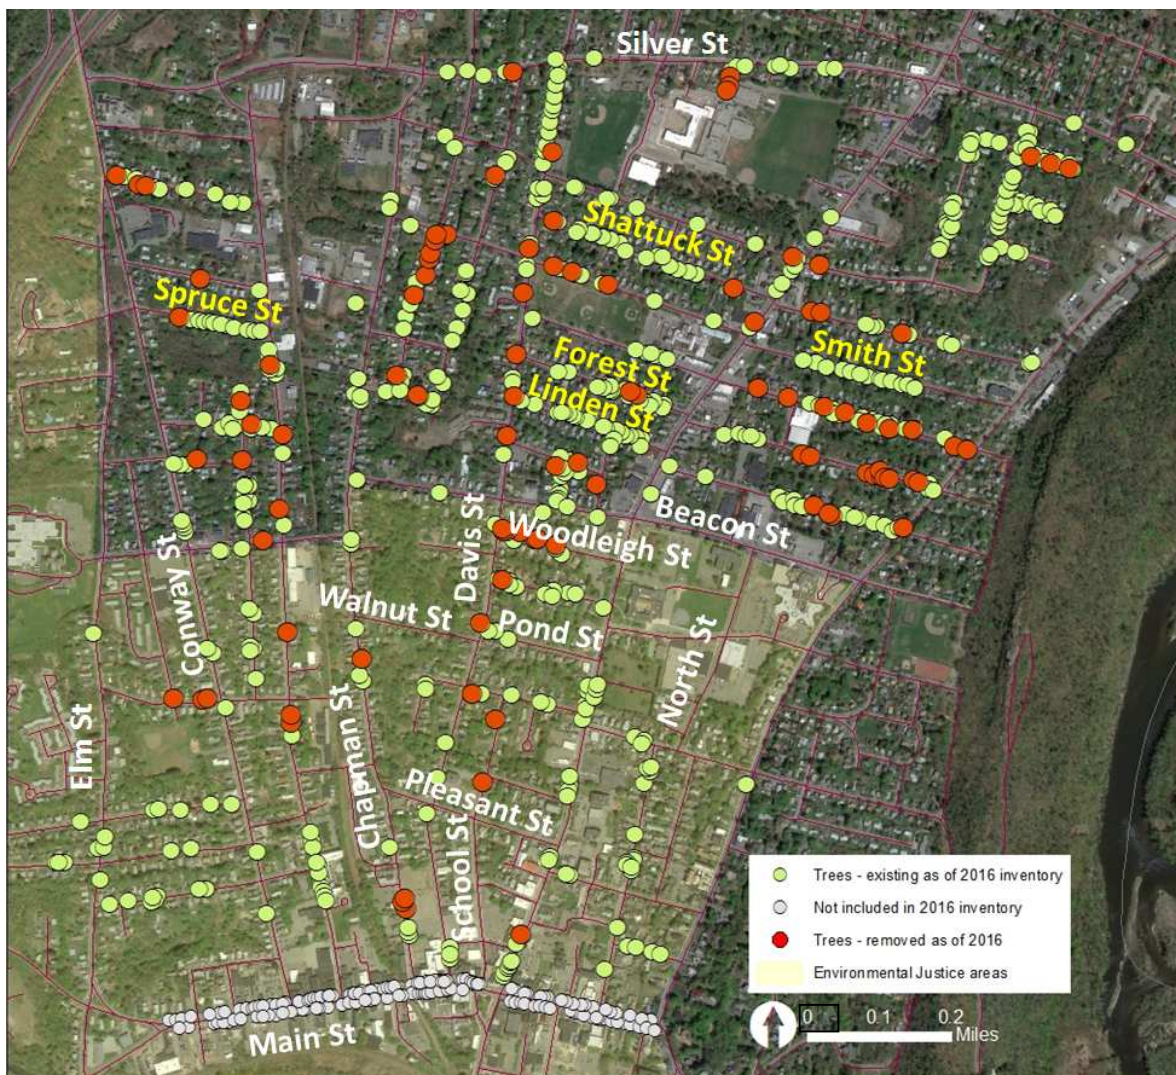 Silver St
Shattuck St
Spruce St
Forest St
Smith St
Linden St
Beacon St
Davis St
Woodleigh St
Conway St
Walnut St
Pond St
North St
Elm St
Chapman St
Pleasant St
School St
Trees - existing as of 2016 inventory
Not included in 2016 inventory
Trees - removed as of 2016
Environmental Justice areas
0 0.1 0.2
Miles
Main St